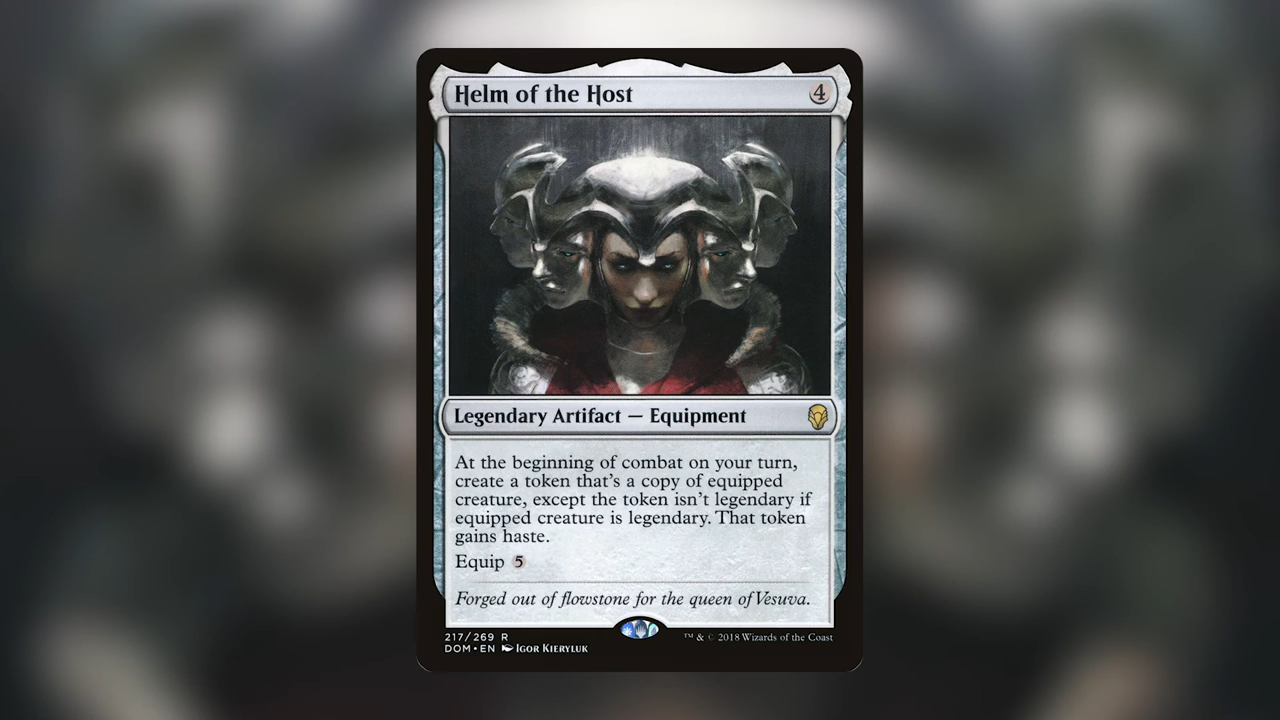 Helm of the Host 4
Legendary Artifact — Equipment
At the beginning of combat on your turn,
create a token that's a copy of equipped
creature, except the token isn't legendary if
equipped creature is legendary. That token
gains haste.
Equip 5
Forged out of flowstone for the queen of Vesuva.
217/269 R
™ & © 2018 Wizards of the Coast
DOM • EN Igor Kieryluk